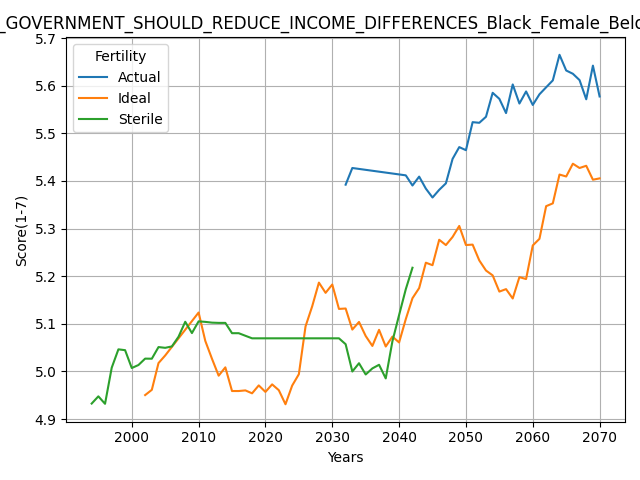 _GOVERNMENT_SHOULD_REDUCE_INCOME_DIFFERENCES_Black_Female_Belo
Fertility
Actual
Ideal
Sterile
Score(1-7)
5.7
5.6
5.5
5.4
5.3
5.2
5.1
5.0
4.9
2000 2010 2020 2030 2040 2050 2060 2070
Years